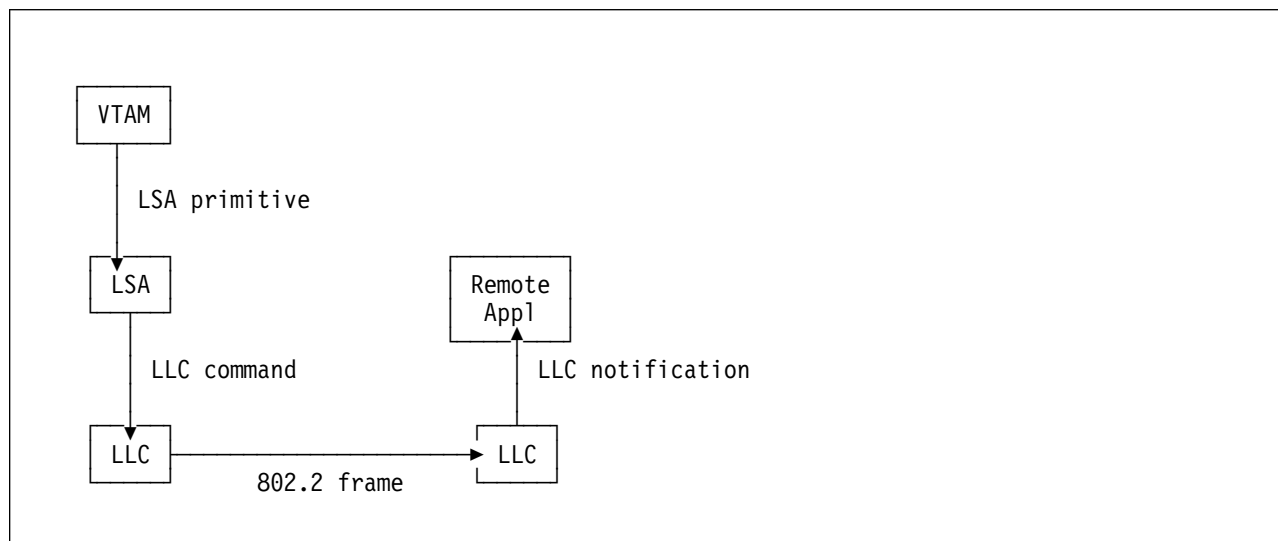 VTAM
LSA primitive
LSA
Remote
Appl
LLC command
LLC notification
LLC
LLC
802.2 frame